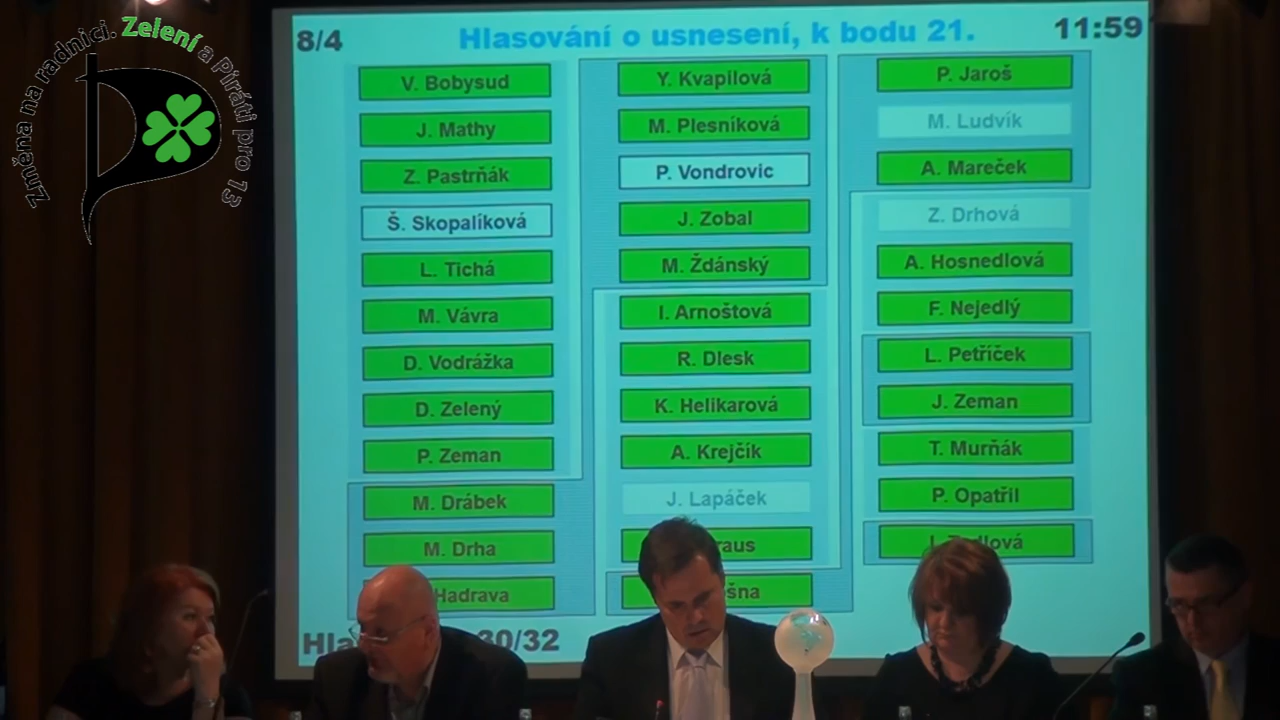 Změna na radnici. Zelení a Piráti pro 13
8/4
Hlasování o usnesení, k bodu 21.
11:59
V. Bobysud
J. Mathy
Z. Pastrňák
Š. Skopalíková
L. Tichá
M. Vávra
D. Vodrážka
D. Zelený
P. Zeman
M. Drábek
M. Drha
Hadrava
Y. Kvapilová
M. Plesníková
P. Vondrovic
J. Zobal
M. Ždánský
I. Arnoštová
R. Dlesk
K. Helikarová
A. Krejčík
J. Lapáček
raus
šna
P. Jaroš
M. Ludvík
A. Mareček
Z. Drhová
A. Hosnedlová
F. Nejedlý
L. Petříček
J. Zeman
T. Murňák
P. Opatřil
30/32